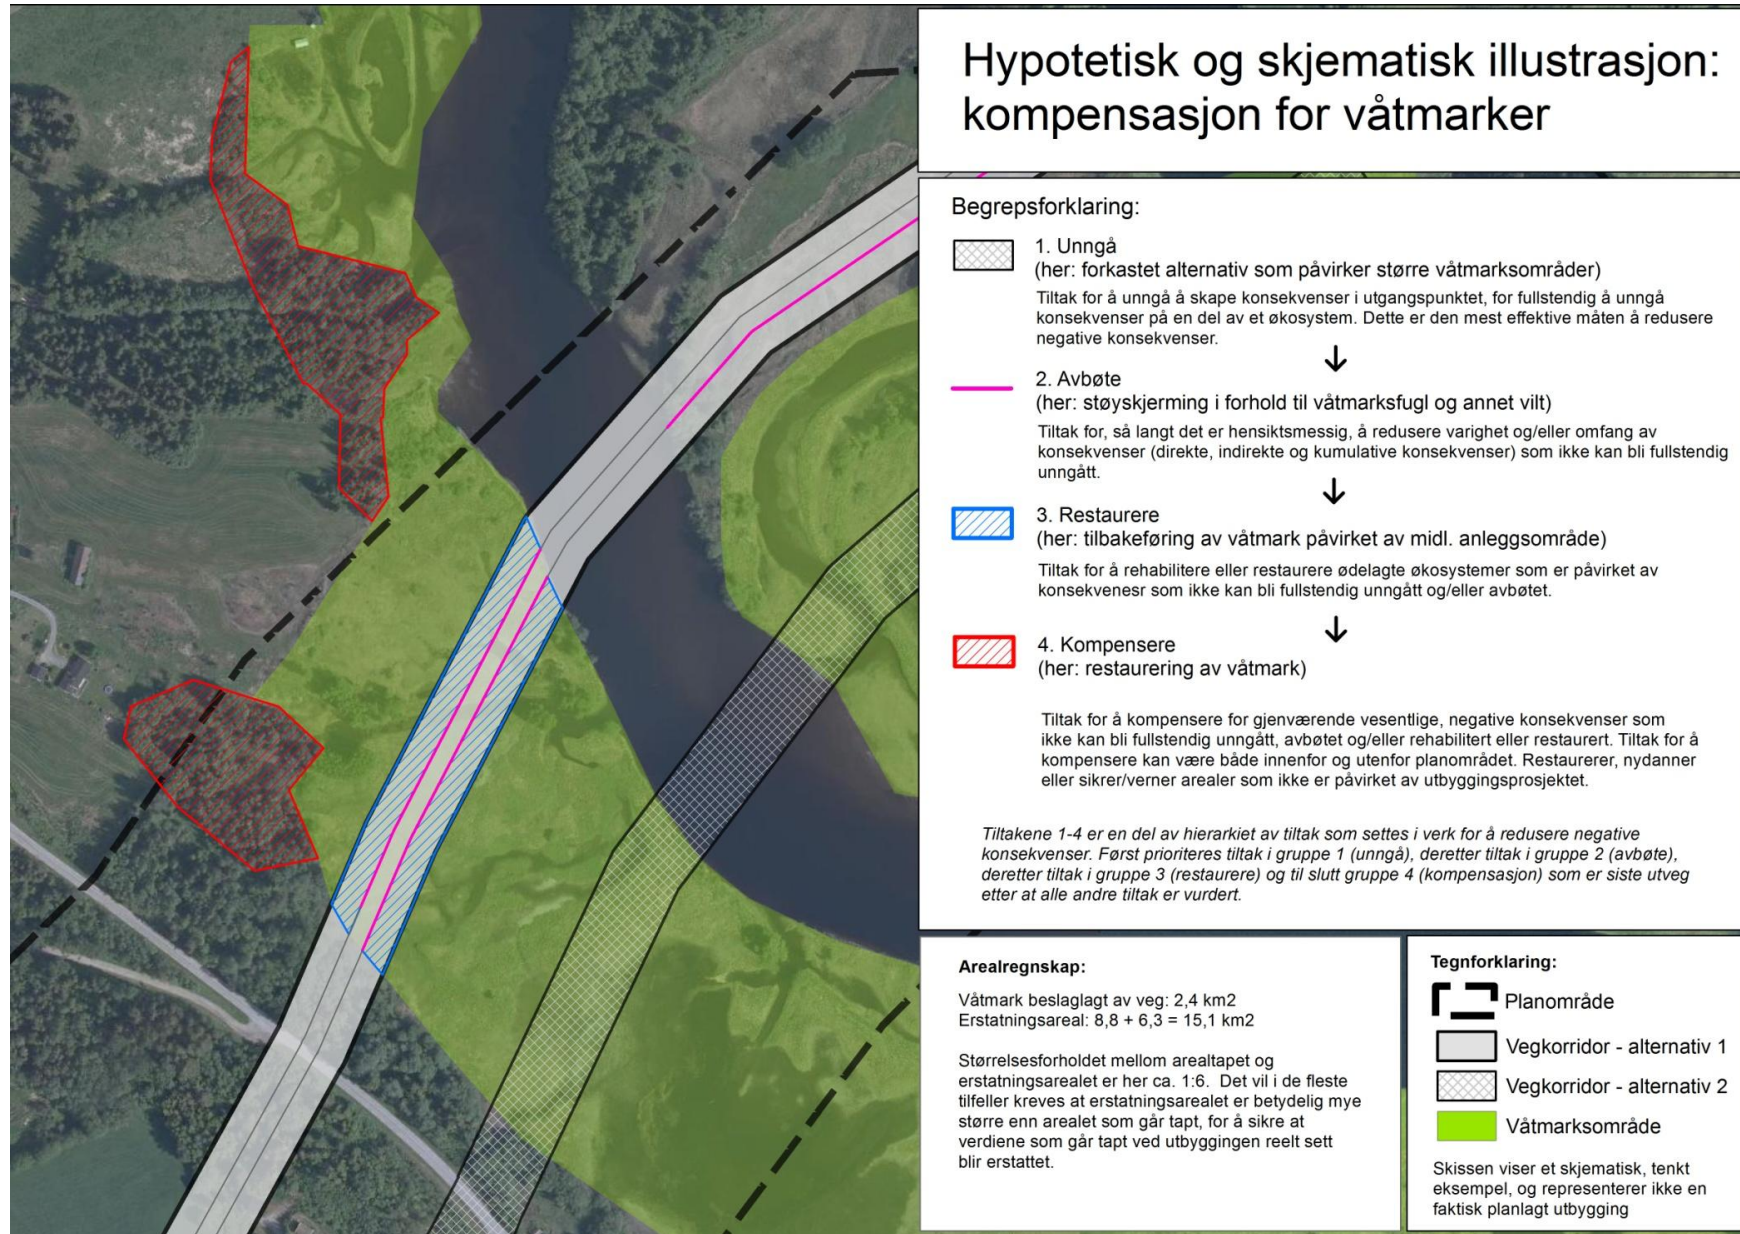 Hypotetisk og skjematisk illustrasjon:
kompensasjon for våtmarker
Begrepsforklaring:
1. Unngå
(her: forkastet alternativ som påvirker større våtmarksområder)
Tiltak for å unngå å skape konsekvenser i utgangspunktet, for fullstendig å unngå
konsekvenser på en del av et økosystem. Dette er den mest effektive måten å redusere
negative konsekvenser.
2. Avbøte
(her: støyskjerming i forhold til våtmarksfugl og annet vilt)
Tiltak for, så langt det er hensiktsmessig, å redusere varighet og/eller omfang av
konsekvenser (direkte, indirekte og kumulative konsekvenser) som ikke kan bli fullstendig
unngått.
3. Restaurere
(her: tilbakeføring av våtmark påvirket av midl. anleggsområde)
Tiltak for å rehabilitere eller restaurere ødelagte økosystemer som er påvirket av
konsekvenesr som ikke kan bli fullstendig unngått og/eller avbøtet.
4. Kompensere
(her: restaurering av våtmark)
Tiltak for å kompensere for gjenværende vesentlige, negative konsekvenser som
ikke kan bli fullstendig unngått, avbøtet og/eller rehabilitert eller restaurert. Tiltak for å
kompensere kan være både innenfor og utenfor planområdet. Restaurerer, nydanner
eller sikrer/verner arealer som ikke er påvirket av utbyggingsprosjektet.
Tiltakene 1-4 er en del av hierarkiet av tiltak som settes i verk for å redusere negative
konsekvenser. Først prioriteres tiltak i gruppe 1 (unngå), deretter tiltak i gruppe 2 (avbøte),
deretter tiltak i gruppe 3 (restaurere) og til slutt gruppe 4 (kompensasjon) som er siste utveg
etter at alle andre tiltak er vurdert.
Arealregnskap:
Våtmark beslaglagt av veg: 2,4 km2
Erstatningsareal: 8,8 + 6,3 = 15,1 km2
Størrelsesforholdet mellom arealtapet og
erstatningsarealet er her ca. 1:6. Det vil i de fleste
tilfeller kreves at erstatningsarealet er betydelig mye
større enn arealet som går tapt, for å sikre at
verdiene som går tapt ved utbyggingen reelt sett
blir erstattet.
Tegnforklaring:
Planområde
Vegkorridor - alternativ 1
Vegkorridor - alternativ 2
Våtmarksområde
Skissen viser et skjematisk, tenkt
eksempel, og representerer ikke en
faktisk planlagt utbygging